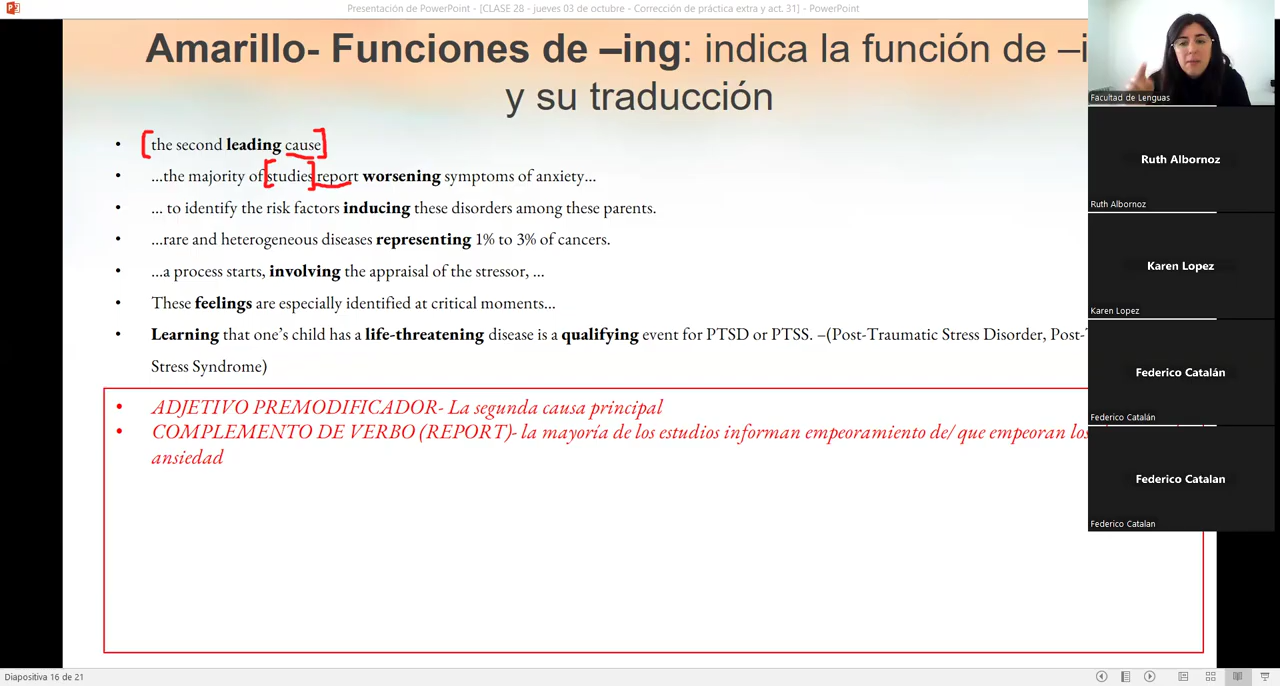 Presentación de PowerPoint - [CLASE 28 - jueves 03 de octubre - Corrección de práctica extra y act. 31] - PowerPoint
Amarillo- Funciones de –ing: indica la función de –i
y su traducción
• the second leading cause
• ...the majority of studies report worsening symptoms of anxiety...
• ... to identify the risk factors inducing these disorders among these parents.
• ...rare and heterogeneous diseases representing 1% to 3% of cancers.
• ...a process starts, involving the appraisal of the stressor, ...
• These feelings are especially identified at critical moments...
• Learning that one's child has a life-threatening disease is a qualifying event for PTSD or PTSS. –(Post-Traumatic Stress Disorder, Post-
Stress Syndrome)
• ADJETIVO PREMODIFICADOR- La segunda causa principal
• COMPLEMENTO DE VERBO (REPORT)- la mayoría de los estudios informan empeoramiento de/ que empeoran los
ansiedad
Facultad de Lenguas
Ruth Albornoz
Ruth Albornoz
Karen Lopez
Karen Lopez
Federico Catalán
Federico Catalán
Federico Catalan
Federico Catalan
Diapositiva 16 de 21